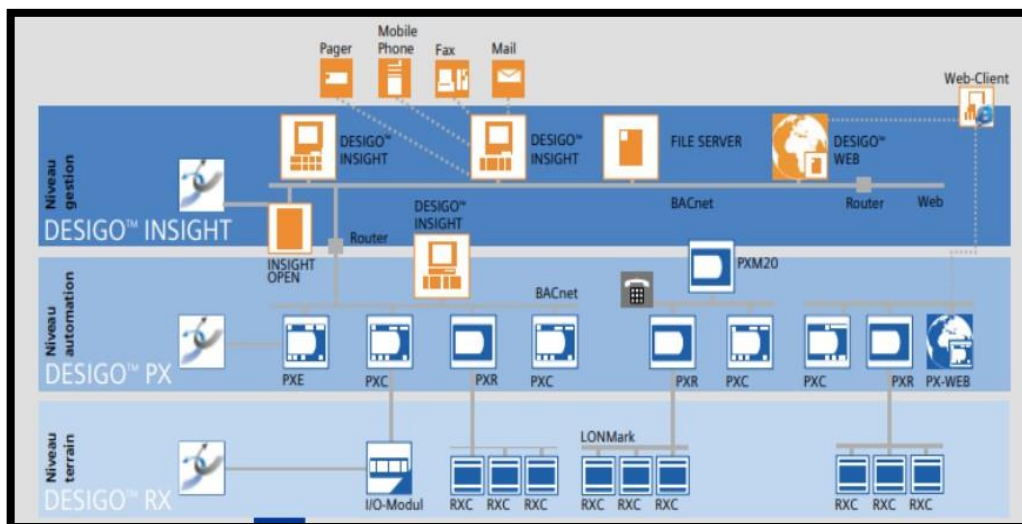 Pager
Mobile
Phone
Fax
Mail
Web-Client
Niveau
gestion
DESIGO™ INSIGHT
DESIGO™
INSIGHT
DESIGO™
INSIGHT
FILE SERVER
DESIGO™
WEB
BACnet
Router
Web
DESIGO™
INSIGHT
Router
INSIGHT
OPEN
PXM20
Niveau
automation
DESIGO™ PX
BACnet
PXE
PXC
PXR
PXC
PXR
PXC
PXC
PXR
PX-WEB
Niveau
terrain
DESIGO™ RX
LONMark
I/O-Modul
RXC
RXC
RXC
RXC
RXC
RXC
RXC
RXC
RXC